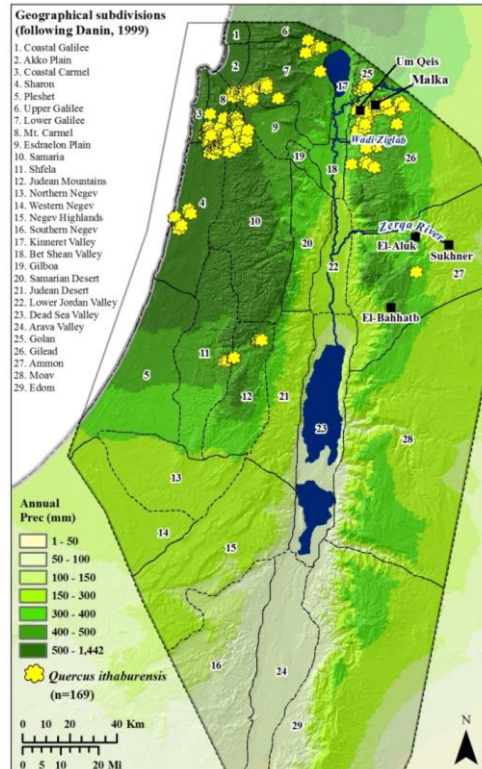 Geographical subdivisions
(following Danin, 1999)
1. Coastal Galilee
2. Akko Plain
3. Coastal Carmel
4. Sharon
5. Pleshet
6. Upper Galilee
7. Lower Galilee
8. Mt. Carmel
9. Esdraelon Plain
10. Samaria
11. Shfela
12. Judean Mountains
13. Northern Negev
14. Western Negev
15. Negev Highlands
16. Southern Negev
17. Kinneret Valley
18. Bet Shean Valley
19. Gilboa
20. Samarian Desert
21. Judean Desert
22. Lower Jordan Valley
23. Dead Sea Valley
24. Arava Valley
25. Golan
26. Gilead
27. Ammon
28. Moav
29. Edom
1
6
2
7
17
25
Um Qeis
Malka
8
3
9
Wadi Ziglab
19
18
26
4
10
20
Zerqa River
El-Aluk
Sukhner
22
27
El-Bahhatb
11
5
12
21
23
28
13
14
15
16
24
29
Annual
Prec (mm)
1 - 50
50 - 100
100 - 150
150 - 300
300 - 400
400 - 500
500 - 1,442
Quercus ithaburensis
(n=169)
0 10 20 40 Km
0 5 10 20 Mi
N